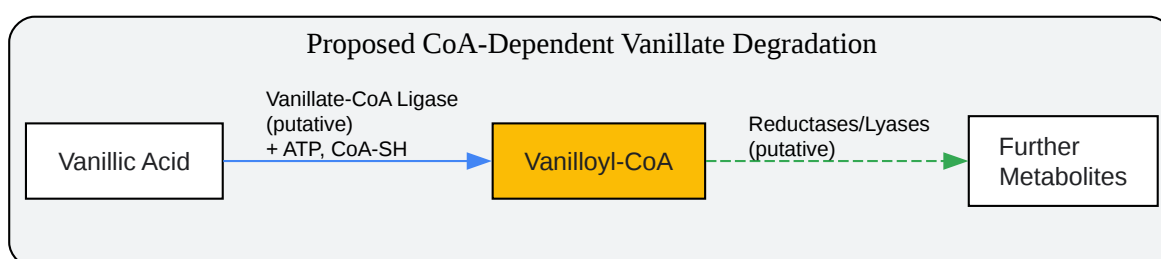 Proposed CoA-Dependent Vanillate Degradation
Vanillate-CoA Ligase
(putative)
+ ATP, CoA-SH
Reductases/Lyases
(putative)
Vanillic Acid
Vanilloyl-CoA
Further
Metabolites